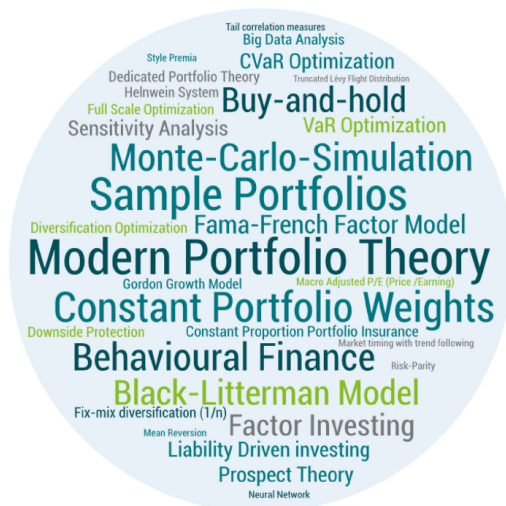 Tail correlation measures
Big Data Analysis
Style Premia
CVaR Optimization
Dedicated Portfolio Theory
Truncated Lévy Flight Distribution
Helnwein System
Buy-and-hold
Full Scale Optimization
Sensitivity Analysis
VaR Optimization
Monte-Carlo-Simulation
Sample Portfolios
Diversification Optimization
Fama-French Factor Model
Modern Portfolio Theory
Gordon Growth Model
Macro Adjusted P/E (Price /Earning)
Constant Portfolio Weights
Downside Protection
Constant Proportion Portfolio Insurance
Market timing with trend following
Behavioural Finance
Risk-Parity
Black-Litterman Model
Fix-mix diversification (1/n)
Factor Investing
Mean Reversion
Liability Driven investing
Prospect Theory
Neural Network